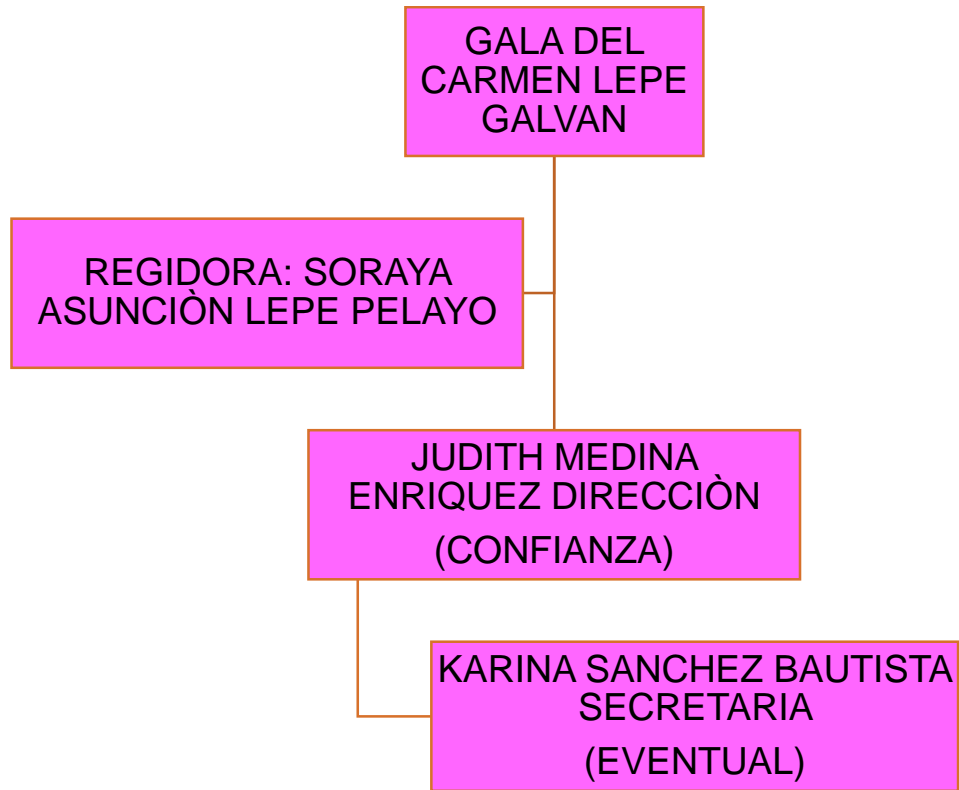 GALA DEL
CARMEN LEPE
GALVAN
REGIDORA: SORAYA
ASUNCIÒN LEPE PELAYO
JUDITH MEDINA
ENRIQUEZ DIRECCIÒN
(CONFIANZA)
KARINA SANCHEZ BAUTISTA
SECRETARIA
(EVENTUAL)